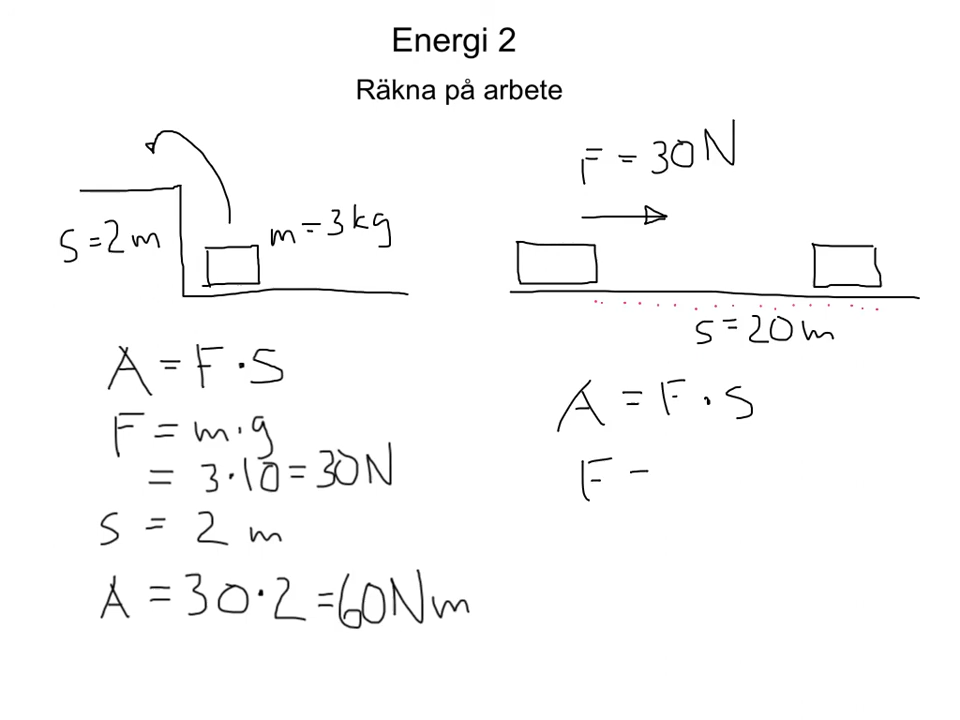 Energi 2
Räkna på arbete
S = 2 m
m = 3 kg
A = F · S
F = m · g
= 3 · 10 = 30 N
S = 2 m
A = 30 · 2 = 60 Nm
F = 30 N
s = 20 m
A = F · s
F =